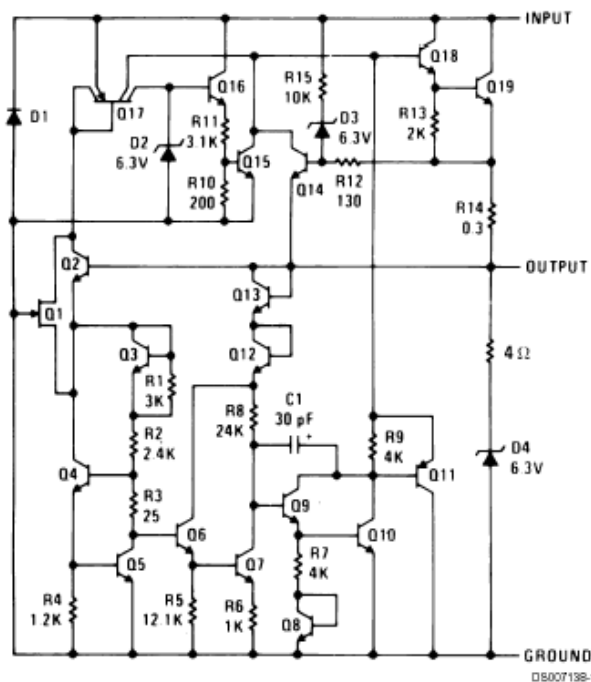 INPUT
Q18
Q16
R15
10K
Q19
Q17
D1
D2
6.3V
R11
3.1K
D3
6.3V
R13
2K
Q15
R10
200
Q14
R12
130
R14
0.3
Q2
OUTPUT
Q1
Q13
Q3
Q12
R1
3K
4Ω
R8
24K
C1
30 pF
+
R2
2.4K
R9
4K
D4
6.3V
Q4
Q11
R3
25
Q6
Q9
Q5
Q7
Q10
R7
4K
R4
1.2K
R5
12.1K
R6
1K
Q8
GROUND